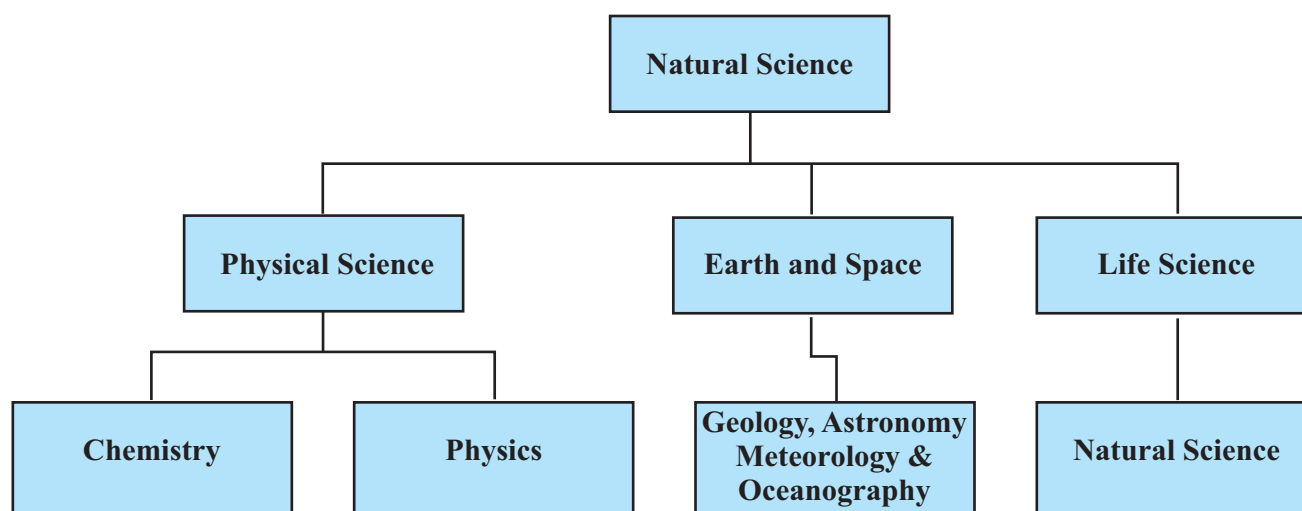 Natural Science
Physical Science
Earth and Space
Life Science
Chemistry
Physics
Geology, Astronomy
Meteorology &
Oceanography
Natural Science